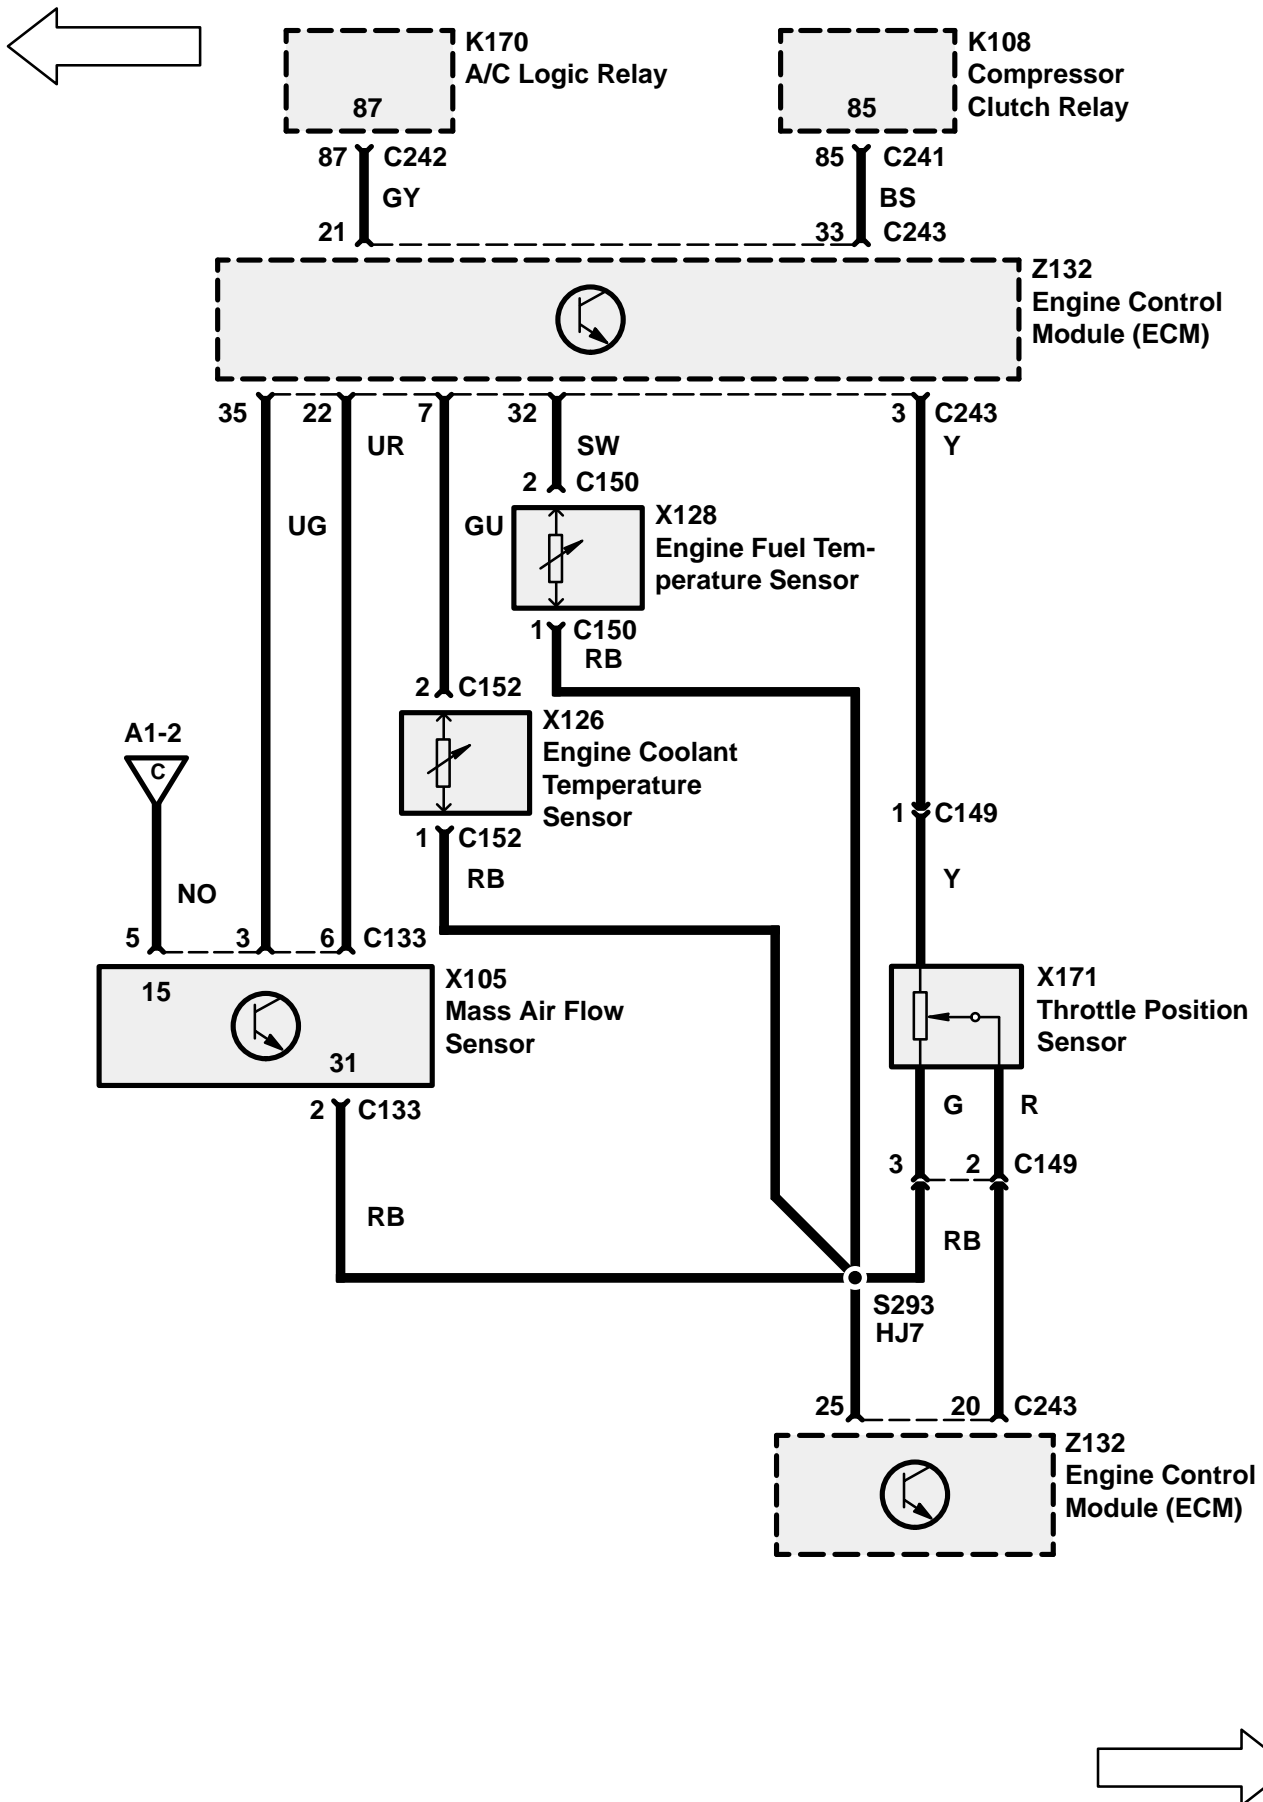 K170
A/C Logic Relay
87
K108
Compressor
Clutch Relay
85
87 C242
85 C241
GY
BS
21
33 C243
Z132
Engine Control
Module (ECM)
35 22 7 32 3 C243
UR
SW
Y
2 C150
UG
GU
X128
Engine Fuel Tem-
perature Sensor
1 C150
RB
2 C152
X126
Engine Coolant
Temperature
Sensor
A1-2
C
1 C149
1 C152
RB
Y
NO
5 3 6 C133
X105
Mass Air Flow
Sensor
15
31
X171
Throttle Position
Sensor
2 C133
G R
3 2 C149
RB
RB
S293
HJ7
25 20 C243
Z132
Engine Control
Module (ECM)